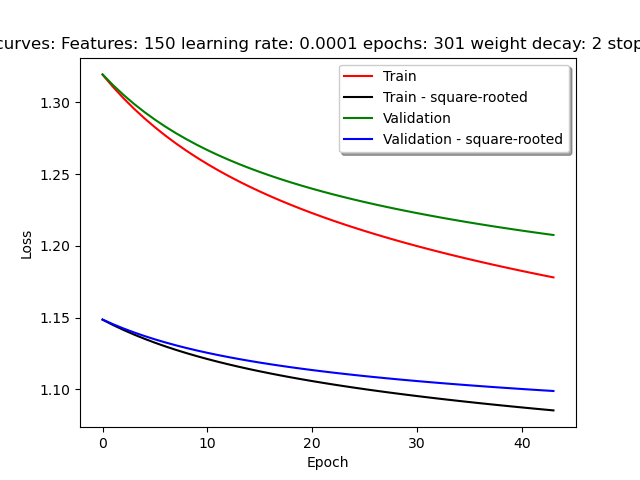 curves: Features: 150 learning rate: 0.0001 epochs: 301 weight decay: 2 stop
Train
Train - square-rooted
Validation
Validation - square-rooted
Loss
1.30
1.25
1.20
1.15
1.10
0 10 20 30 40
Epoch